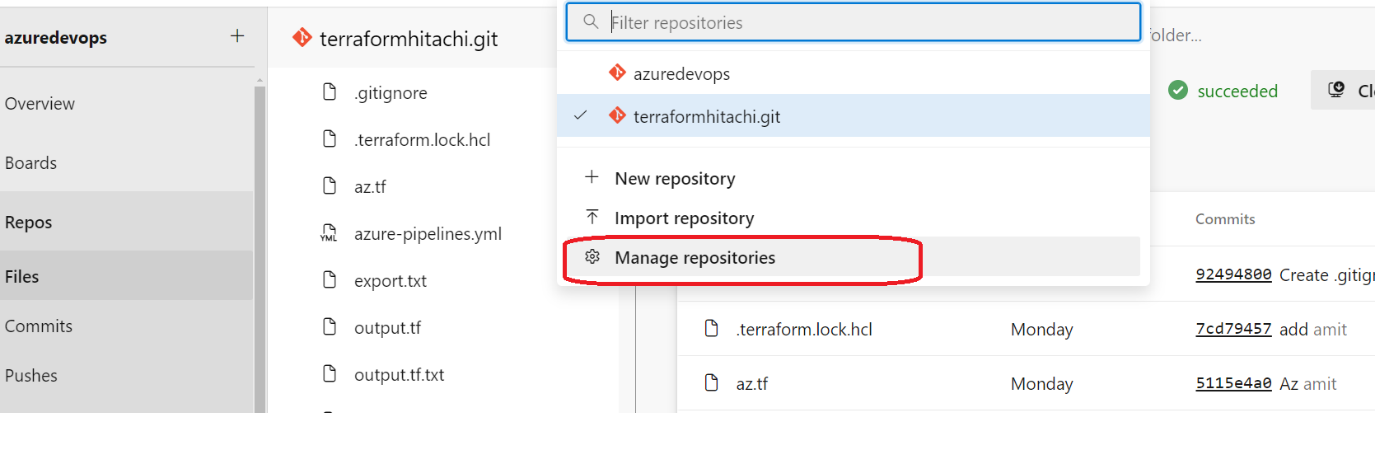 azuredevops
Overview
Boards
Repos
Files
Commits
Pushes
terraformhitachi.git
.gitignore
.terraform.lock.hcl
az.tf
YML azure-pipelines.yml
export.txt
output.tf
output.tf.txt
Filter repositories
azuredevops
terraformhitachi.git
New repository
Import repository
Manage repositories
folder...
succeeded
Commits
92494800 Create .gitign
.terraform.lock.hcl Monday 7cd79457 add amit
az.tf Monday 5115e4a0 Az amit